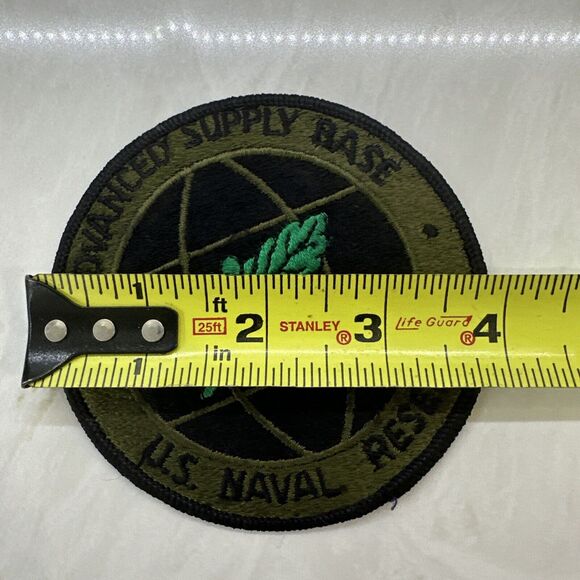 DVANCED SUPPLY BASE
1 ft 25ft 2 STANLEY® 3 Life Guard® 4
1 in
U.S. NAVAL RESE